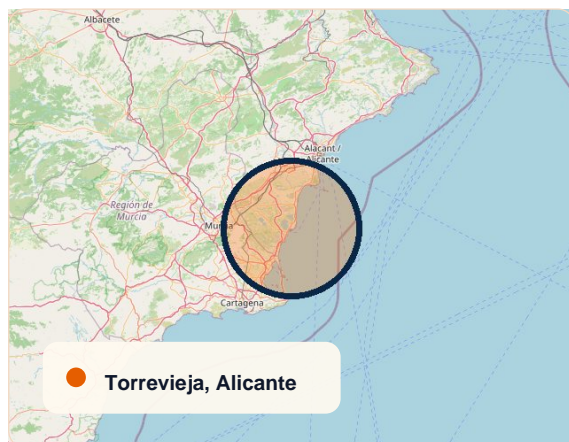 Albacete
Alacant /
Alicante
Región de
Murcia
Murcia
Cartagena
Torrevieja, Alicante